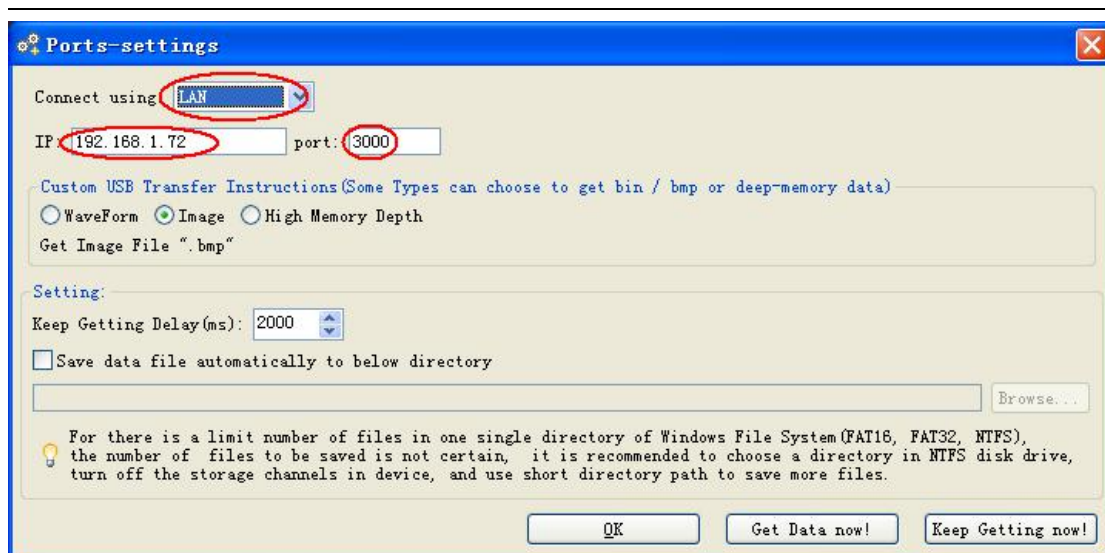 Ports-settings
Connect using LAN
IP: 192.168.1.72 port: 3000
Custom USB Transfer Instructions(Some Types can choose to get bin / bmp or deep-memory data)
WaveForm Image High Memory Depth
Get Image File ".bmp"
Setting:
Keep Getting Delay(ms): 2000
Save data file automatically to below directory
Browse...
For there is a limit number of files in one single directory of Windows File System(FAT16, FAT32, NTFS),
the number of files to be saved is not certain, it is recommended to choose a directory in NTFS disk drive,
turn off the storage channels in device, and use short directory path to save more files.
OK Get Data now! Keep Getting now!